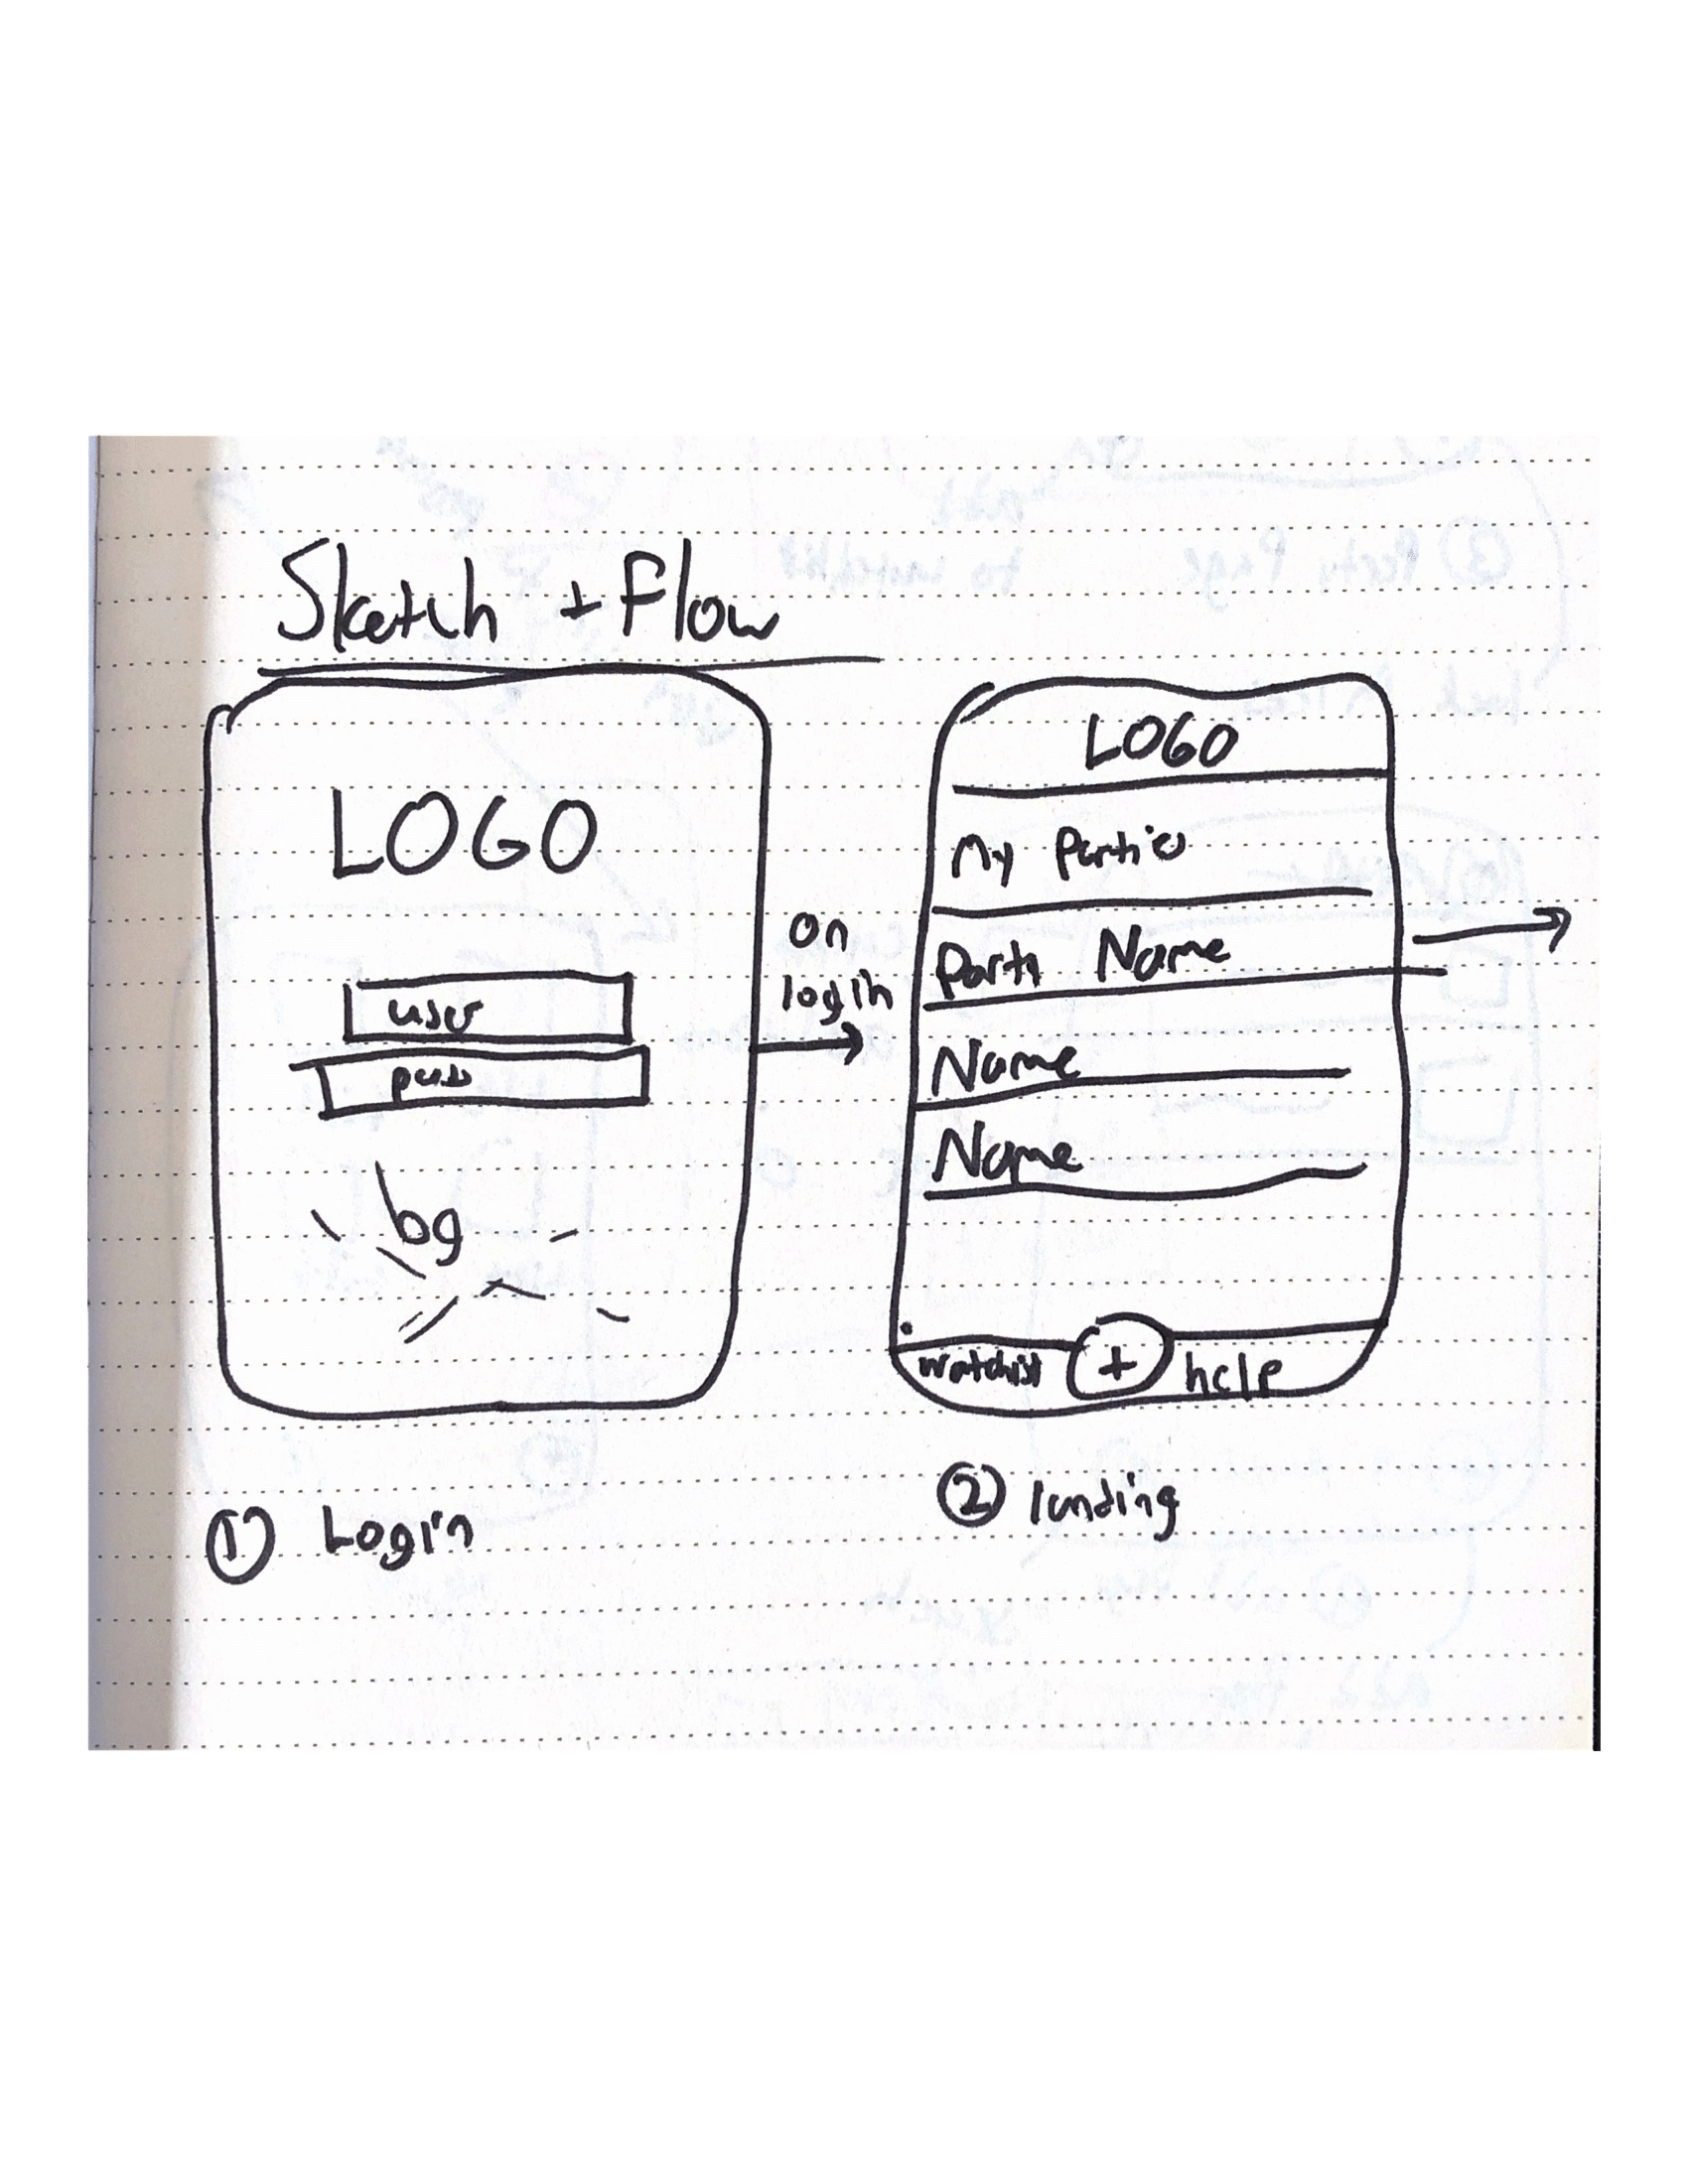 Sketch + Flow
LOGO
user
pass
bg
① Login
on
login
LOGO
My Parties
Party Name
Name
Name
watchlist + help
② landing